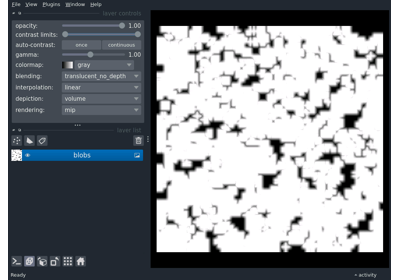 File View Plugins Window Help
layer controls
opacity: 1.00
contrast limits:
auto-contrast: once continuous
gamma: 1.00
colormap: gray
blending: translucent_no_depth
interpolation: linear
depiction: volume
rendering: mip
layer list
blobs
Ready activity